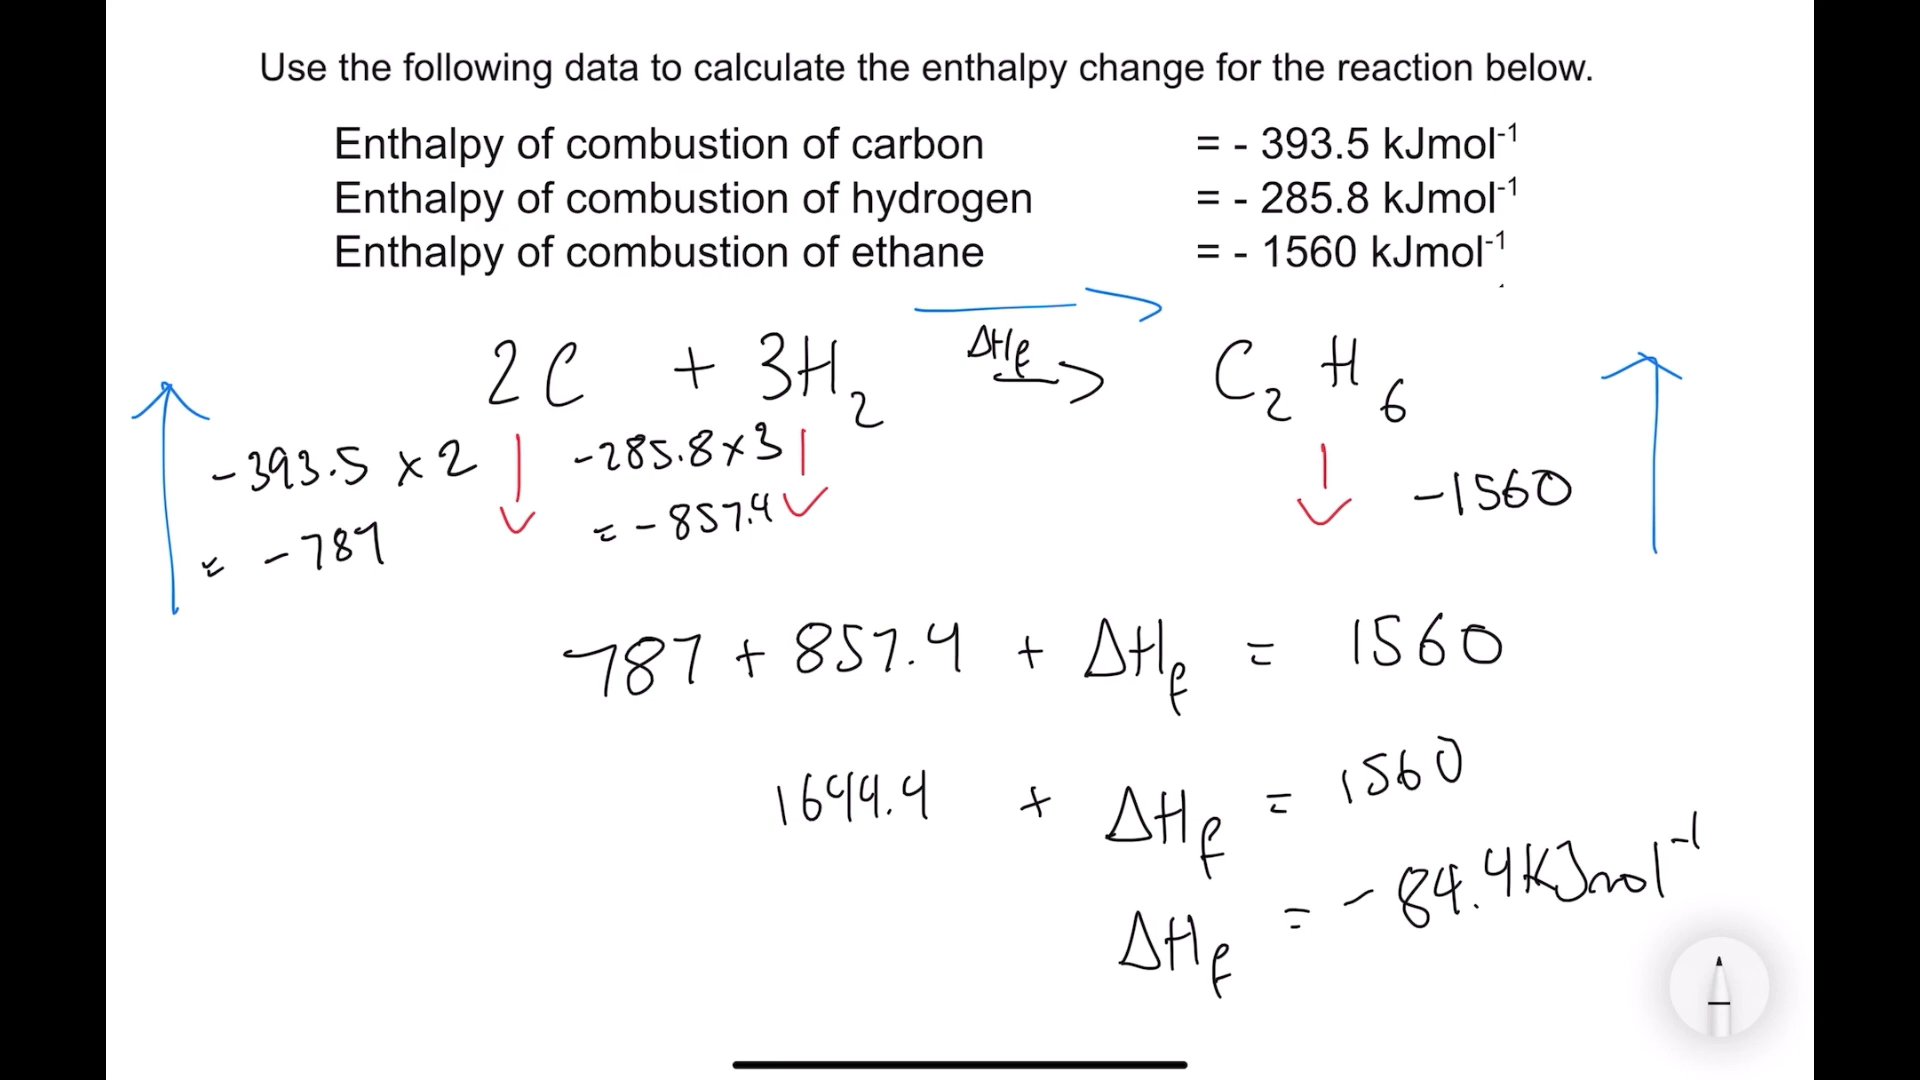 Use the following data to calculate the enthalpy change for the reaction below.
Enthalpy of combustion of carbon = - 393.5 kJmol⁻¹
Enthalpy of combustion of hydrogen = - 285.8 kJmol⁻¹
Enthalpy of combustion of ethane = - 1560 kJmol⁻¹
2C + 3H₂ ΔHf → C₂H₆
-393.5 × 2 -285.8 × 3 -1560
= -787 = -857.4
787 + 857.4 + ΔHf = 1560
1644.4 + ΔHf = 1560
ΔHf = -84.4KJmol⁻¹